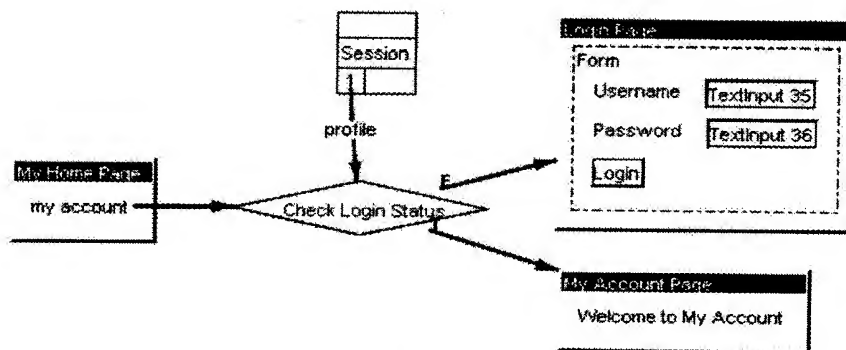 Session
1
profile
My Home Page
my account
Check Login Status
F
T
Login Page
Form
Username TextInput 35
Password TextInput 36
Login
My Account Page
Welcome to My Account